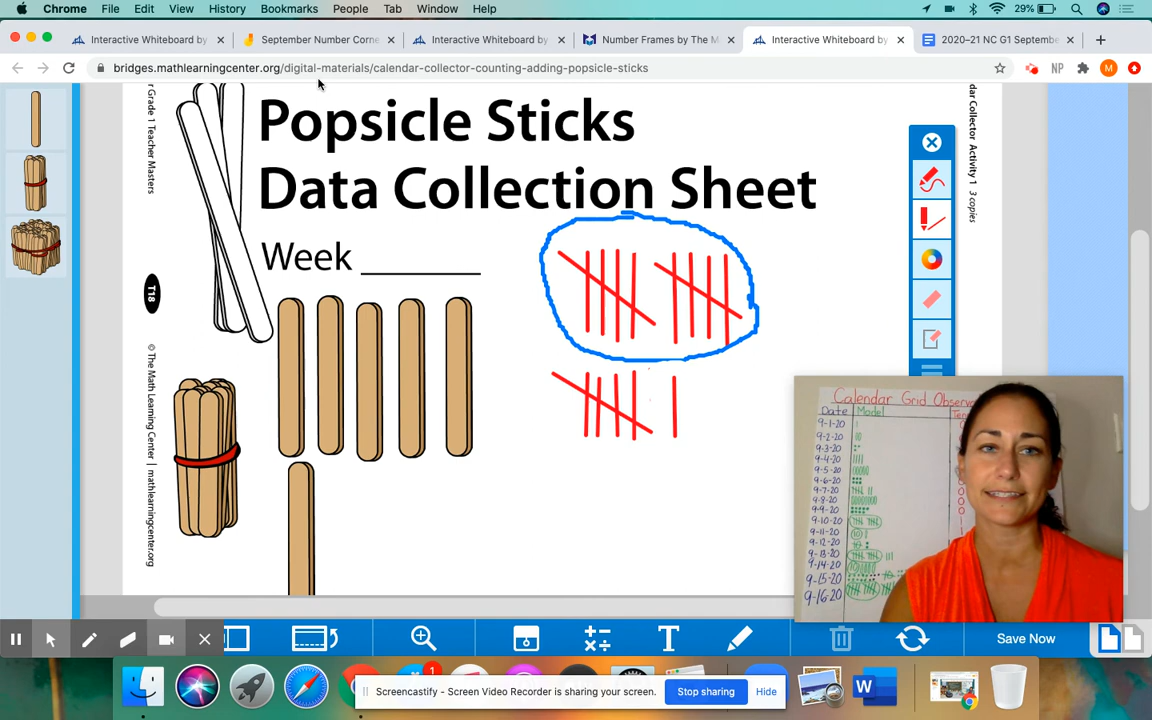 Chrome File Edit View History Bookmarks People Tab Window Help 29%
Interactive Whiteboard by
September Number Corne
Interactive Whiteboard by
Number Frames by The M
Interactive Whiteboard by
2020–21 NC G1 Septembe
bridges.mathlearningcenter.org/digital-materials/calendar-collector-counting-adding-popsicle-sticks
NP
M
r Grade 1 Teacher Masters
T18
© The Math Learning Center | mathlearningcenter.org
Popsicle Sticks
Data Collection Sheet
Week ________
dar Collector Activity 1 3 copies
Calendar Grid Observa
Date Model
9-1-20
9-2-20
9-3-20
9-4-20
9-5-20
9-6-20
9-7-20
9-8-20
9-9-20
9-10-20
9-11-20
9-12-20
9-13-20
9-14-20
9-15-20
9-16-20
T
Save Now
1
Screencastify - Screen Video Recorder is sharing your screen.
Stop sharing
Hide
W